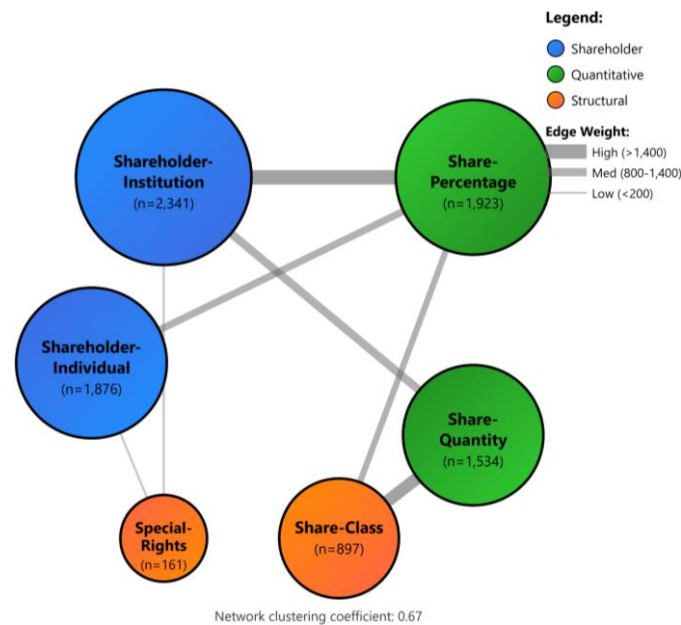 Legend:
Shareholder
Quantitative
Structural
Edge Weight:
High (>1,400)
Med (800-1,400)
Low (<200)
Shareholder-
Institution
(n=2,341)
Share-
Percentage
(n=1,923)
Shareholder-
Individual
(n=1,876)
Share-
Quantity
(n=1,534)
Special-
Rights
(n=161)
Share-Class
(n=897)
Network clustering coefficient: 0.67